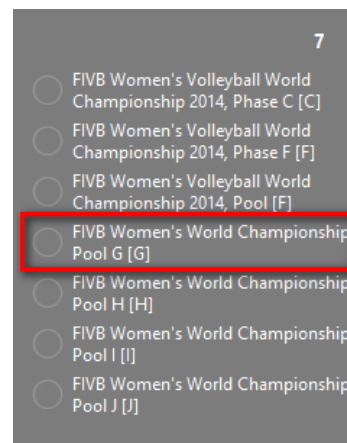 7
FIVB Women's Volleyball World
Championship 2014, Phase C [C]
FIVB Women's Volleyball World
Championship 2014, Phase F [F]
FIVB Women's Volleyball World
Championship 2014, Pool [F]
FIVB Women's World Championship
Pool G [G]
FIVB Women's World Championship
Pool H [H]
FIVB Women's World Championship
Pool I [I]
FIVB Women's World Championship
Pool J [J]